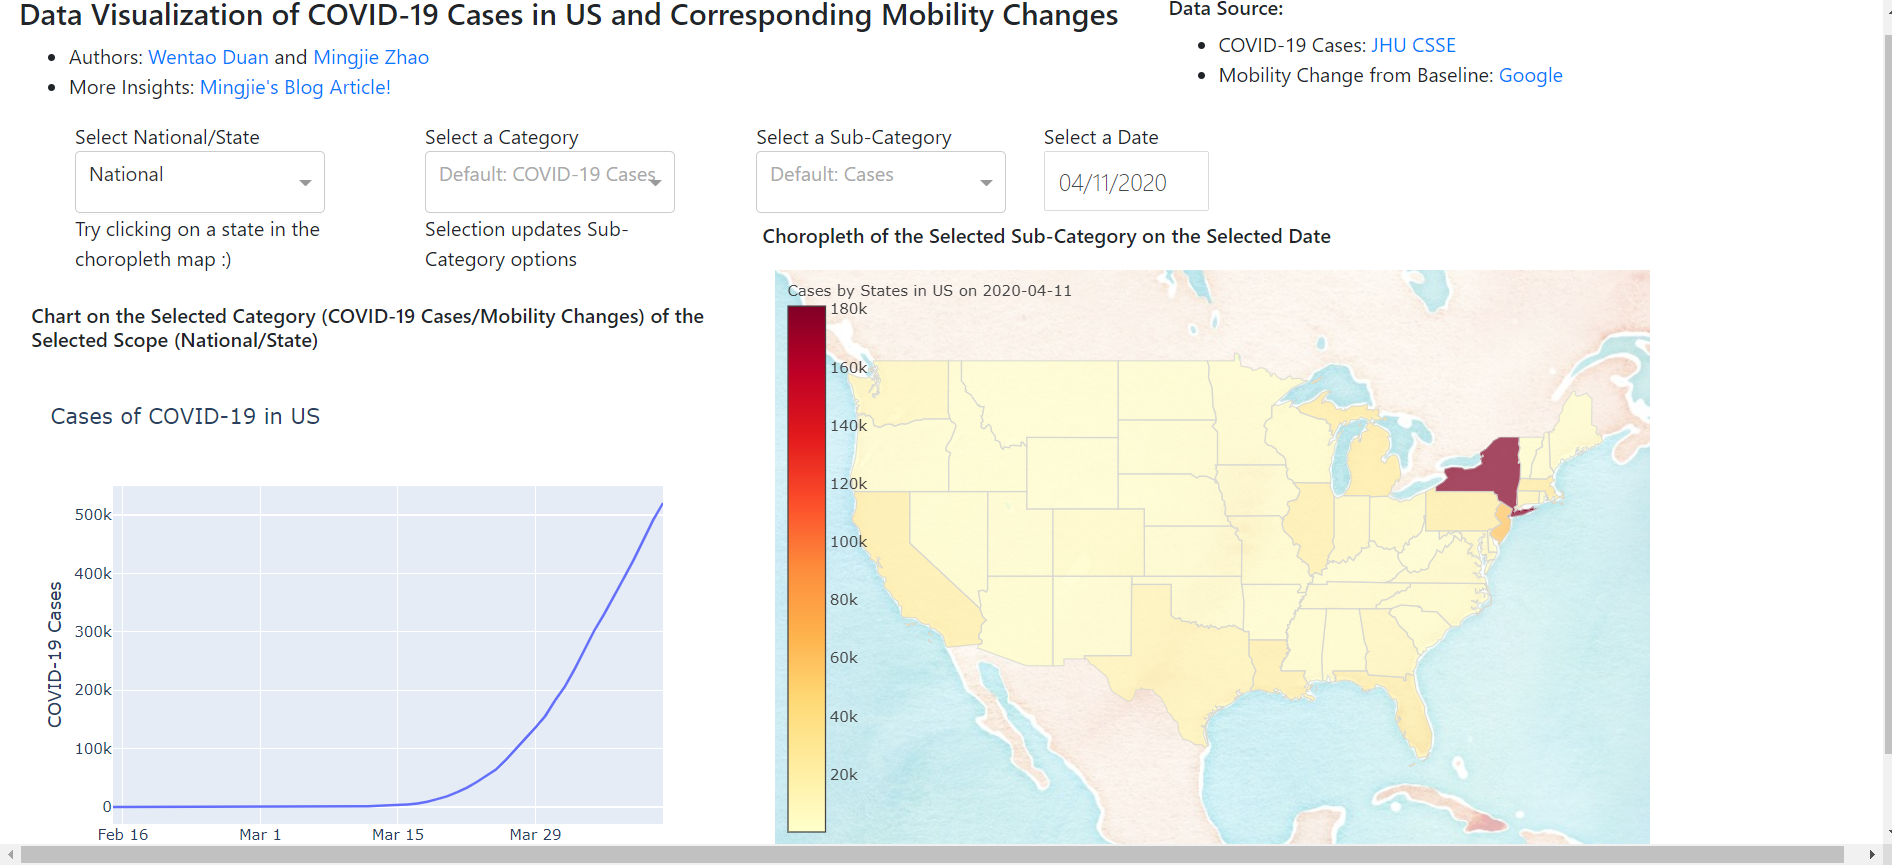 Data Visualization of COVID-19 Cases in US and Corresponding Mobility Changes
Authors: Wentao Duan and Mingjie Zhao
More Insights: Mingjie's Blog Article!
Data Source:
COVID-19 Cases: JHU CSSE
Mobility Change from Baseline: Google
Select National/State
National
Try clicking on a state in the
choropleth map :)
Select a Category
Default: COVID-19 Cases
Selection updates Sub-
Category options
Select a Sub-Category
Default: Cases
Select a Date
04/11/2020
Chart on the Selected Category (COVID-19 Cases/Mobility Changes) of the
Selected Scope (National/State)
Cases of COVID-19 in US
COVID-19 Cases
500k
400k
300k
200k
100k
0
Feb 16
Mar 1
Mar 15
Mar 29
Choropleth of the Selected Sub-Category on the Selected Date
Cases by States in US on 2020-04-11
180k
160k
140k
120k
100k
80k
60k
40k
20k